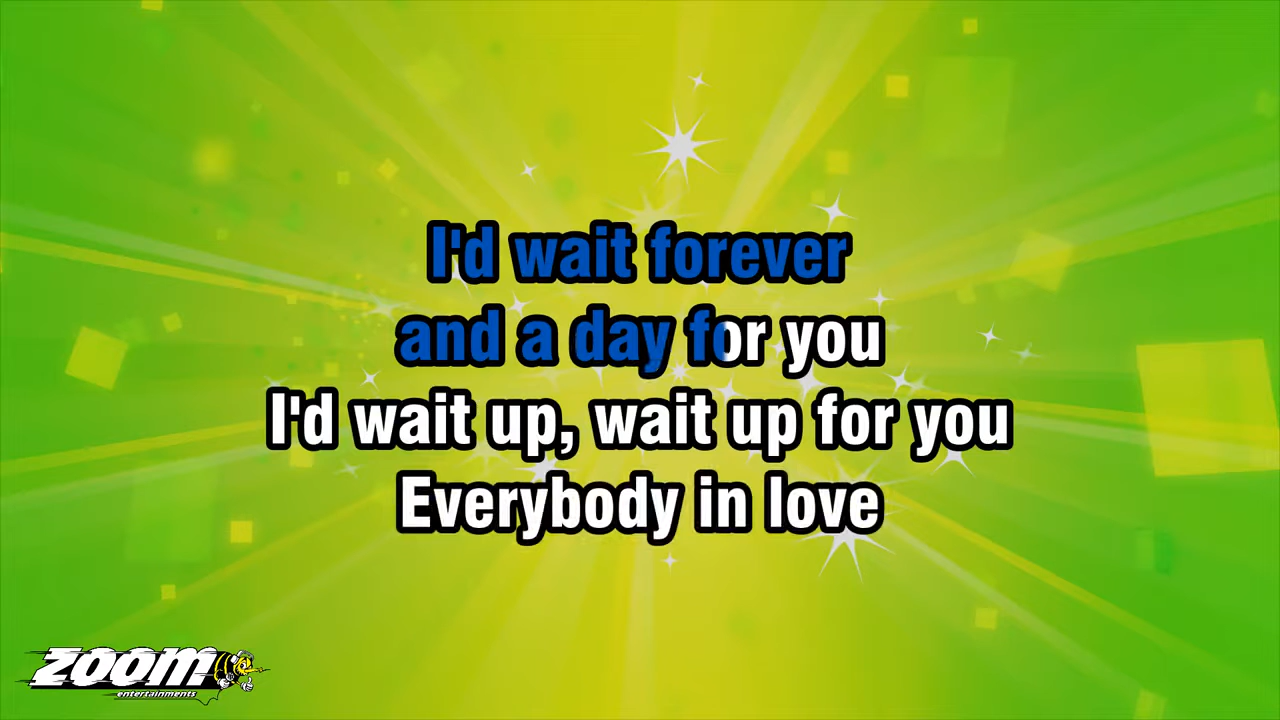 I'd wait forever
and a day for you
I'd wait up, wait up for you
Everybody in love
zoom
entertainments